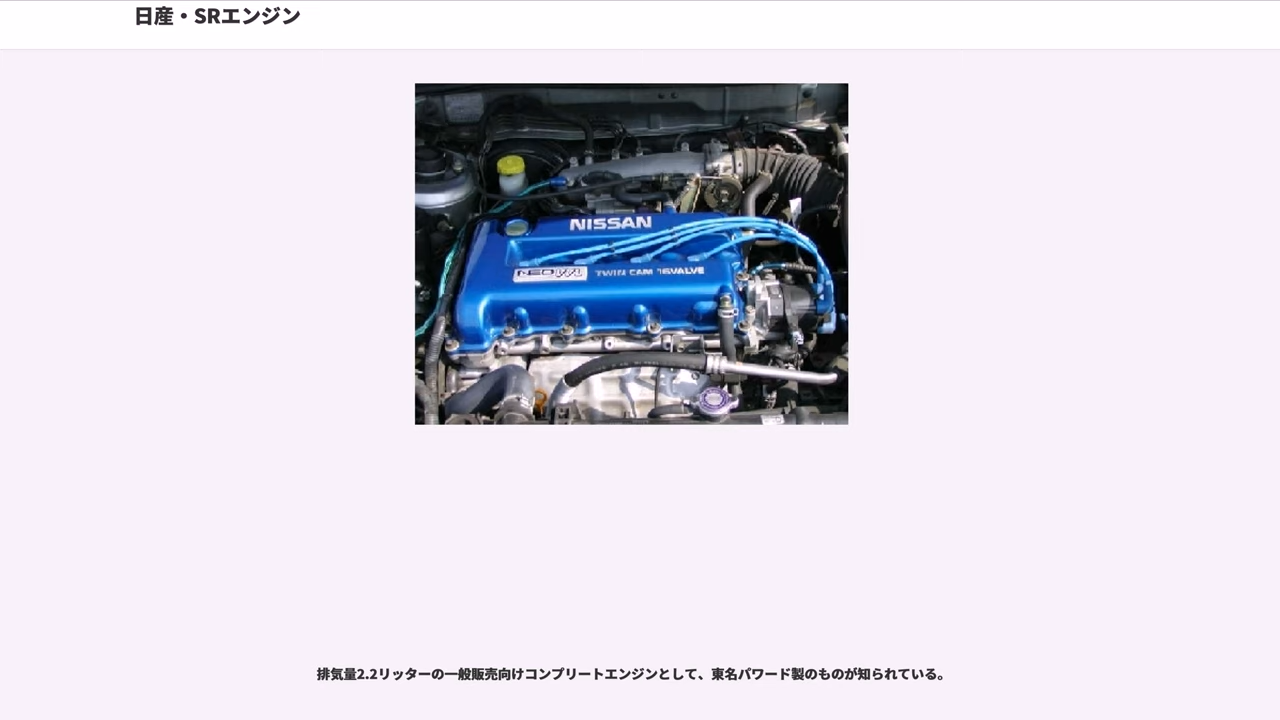 日産・SRエンジン
NISSAN
NEO VVL TWIN CAM 16VALVE
排気量2.2リッターの一般販売向けコンプリートエンジンとして、東名パワード製のものが知られている。